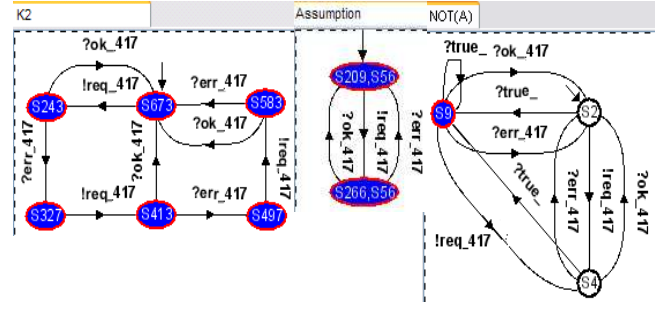 K2
?ok_417
!req_417
?err_417
S243
S673
S583
?ok_417
?err_417
?ok_417
!req_417
!req_417
?err_417
S327
S413
S497
Assumption
S209,S56
?ok_417
!req_417
?err_417
S266,S56
NOT(A)
?true_
?ok_417
?true_
S9
S2
?err_417
?true_
?err_417
!req_417
?ok_417
!req_417
S4